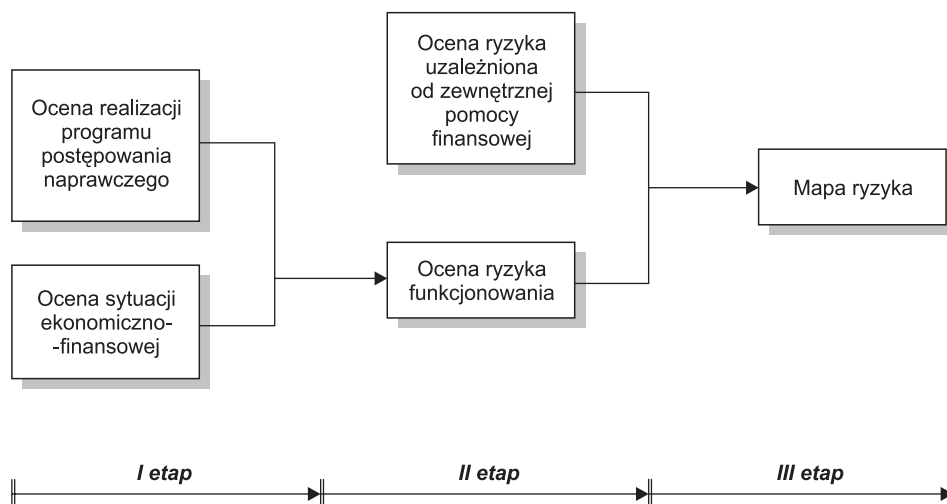 Ocena realizacji
programu
postępowania
naprawczego
Ocena sytuacji
ekonomiczno-
-finansowej
Ocena ryzyka
uzależniona
od zewnętrznej
pomocy
finansowej
Ocena ryzyka
funkcjonowania
Mapa ryzyka
I etap
II etap
III etap